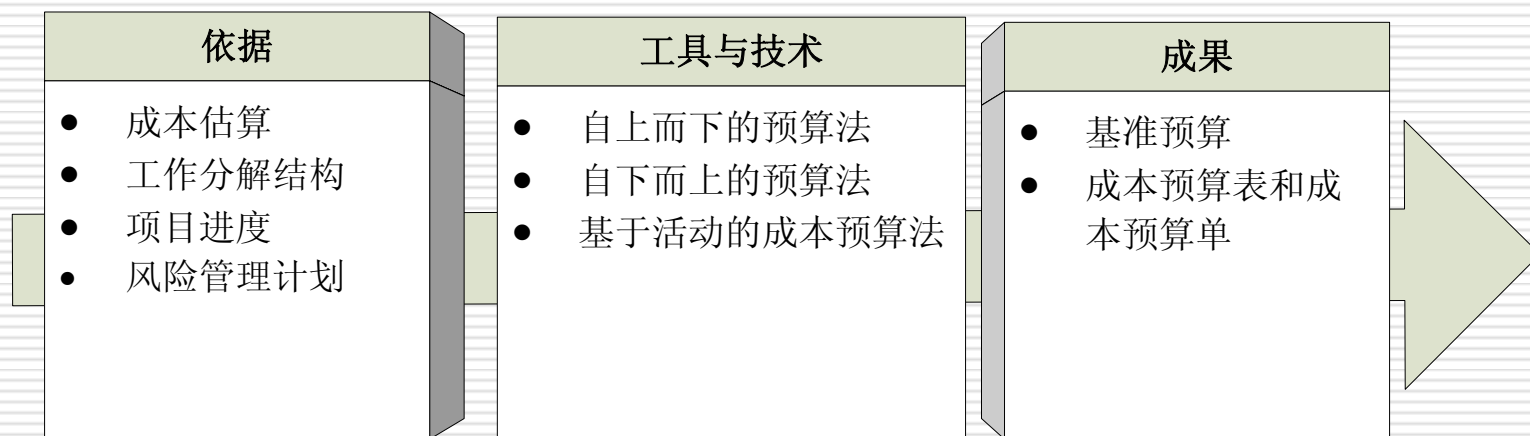 依据
● 成本估算
● 工作分解结构
● 项目进度
● 风险管理计划
工具与技术
● 自上而下的预算法
● 自下而上的预算法
● 基于活动的成本预算法
成果
● 基准预算
● 成本预算表和成
本预算单